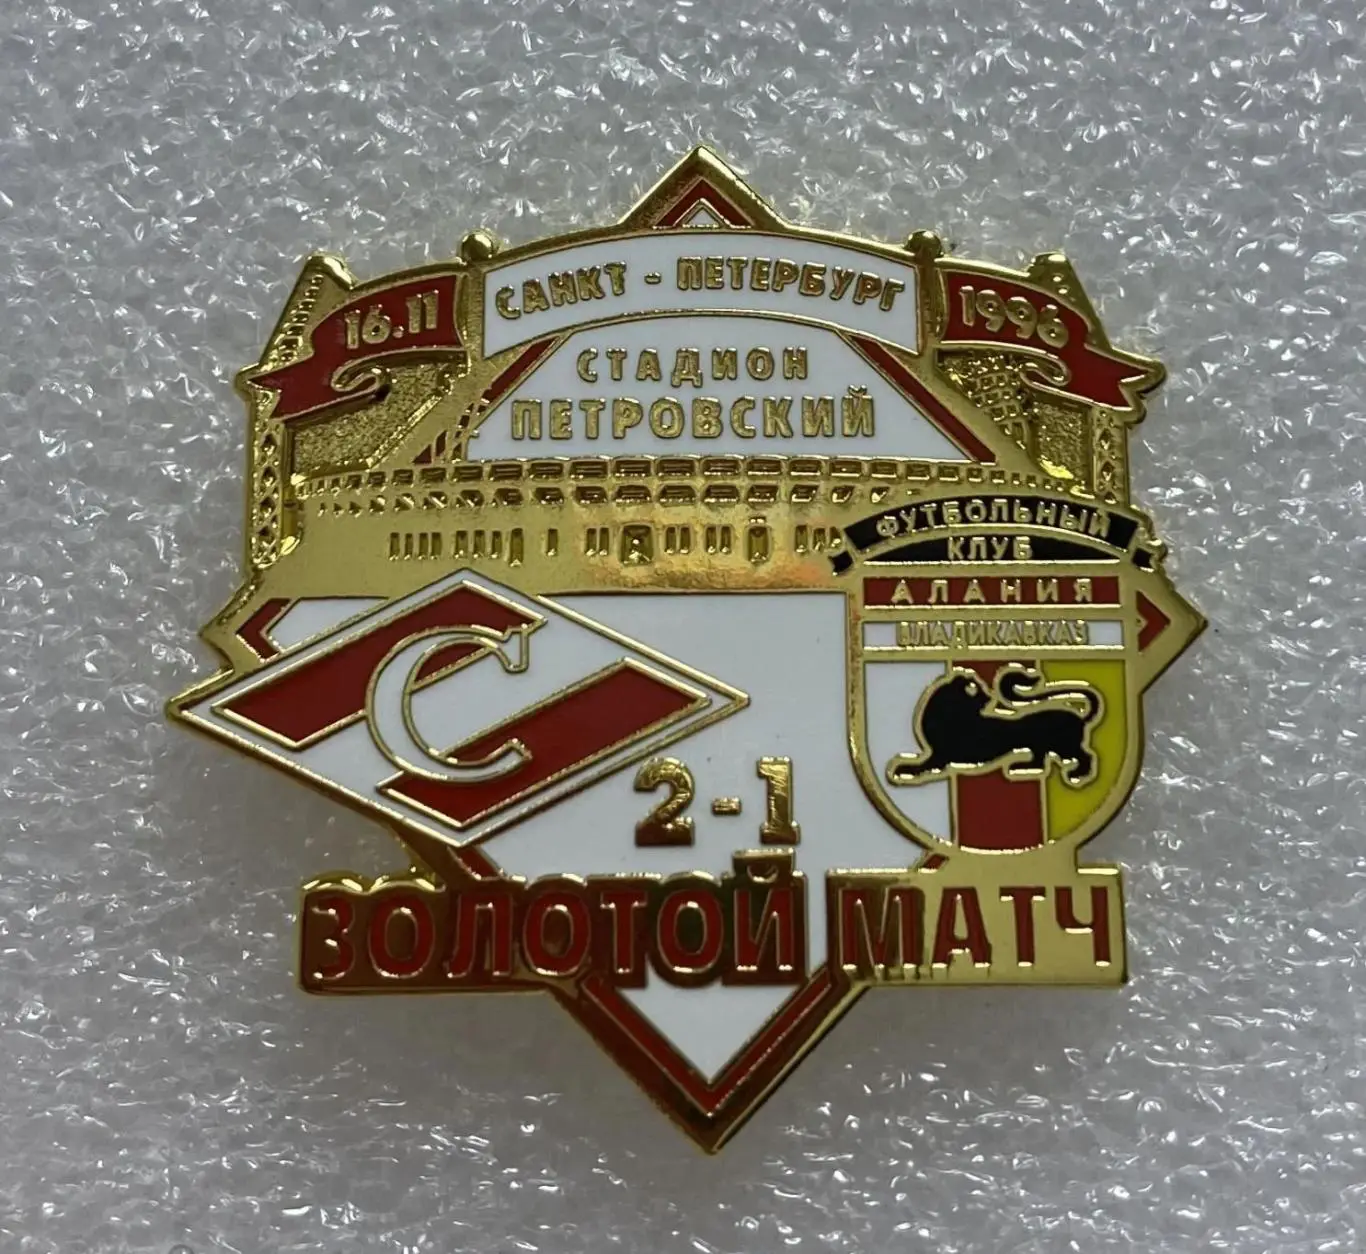 САНКТ - ПЕТЕРБУРГ
16.11
1996
СТАДИОН
ПЕТРОВСКИЙ
ФУТБОЛЬНЫЙ
КЛУБ
АЛАНИЯ
ВЛАДИКАВКАЗ
С
2-1
ЗОЛОТОЙ МАТЧ